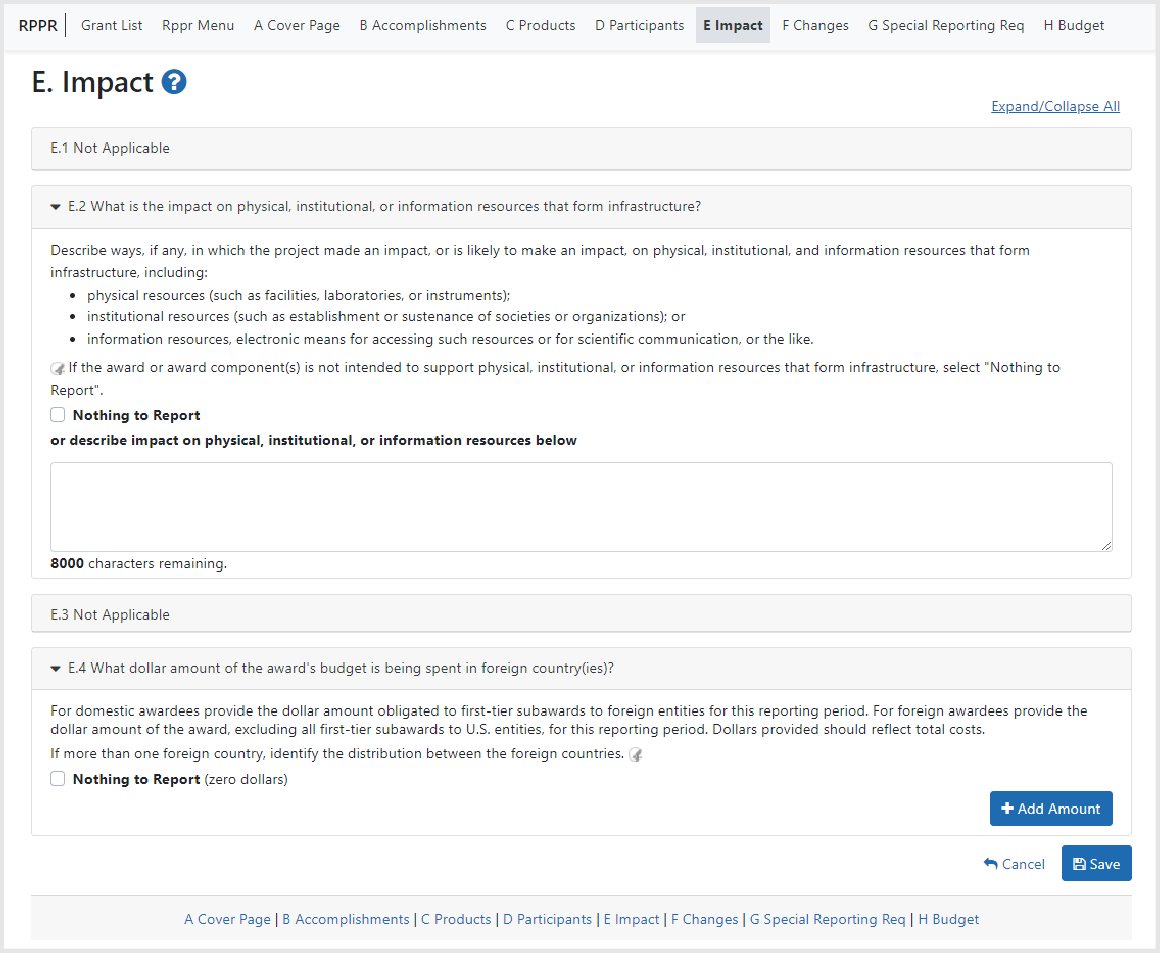 RPPR Grant List Rppr Menu A Cover Page B Accomplishments C Products D Participants E Impact F Changes G Special Reporting Req H Budget
E. Impact ?
Expand/Collapse All
E.1 Not Applicable
E.2 What is the impact on physical, institutional, or information resources that form infrastructure?
Describe ways, if any, in which the project made an impact, or is likely to make an impact, on physical, institutional, and information resources that form
infrastructure, including:
• physical resources (such as facilities, laboratories, or instruments);
• institutional resources (such as establishment or sustenance of societies or organizations); or
• information resources, electronic means for accessing such resources or for scientific communication, or the like.
If the award or award component(s) is not intended to support physical, institutional, or information resources that form infrastructure, select "Nothing to
Report".
Nothing to Report
or describe impact on physical, institutional, or information resources below
8000 characters remaining.
E.3 Not Applicable
E.4 What dollar amount of the award's budget is being spent in foreign country(ies)?
For domestic awardees provide the dollar amount obligated to first-tier subawards to foreign entities for this reporting period. For foreign awardees provide the
dollar amount of the award, excluding all first-tier subawards to U.S. entities, for this reporting period. Dollars provided should reflect total costs.
If more than one foreign country, identify the distribution between the foreign countries.
Nothing to Report (zero dollars)
Add Amount
Cancel Save
A Cover Page | B Accomplishments | C Products | D Participants | E Impact | F Changes | G Special Reporting Req | H Budget